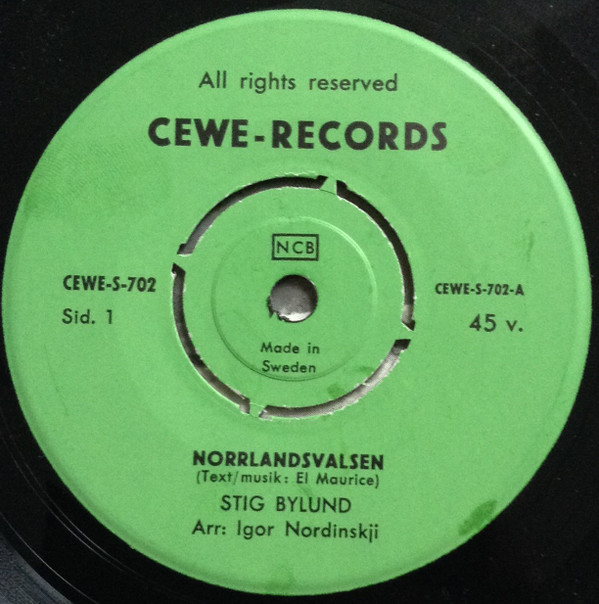 All rights reserved
CEWE-RECORDS
NCB
CEWE-S-702
Sid. 1
CEWE-S-702-A
45 v.
Made in
Sweden
NORRLANDSVALSEN
(Text/musik: El Maurice)
STIG BYLUND
Arr: Igor Nordinskji